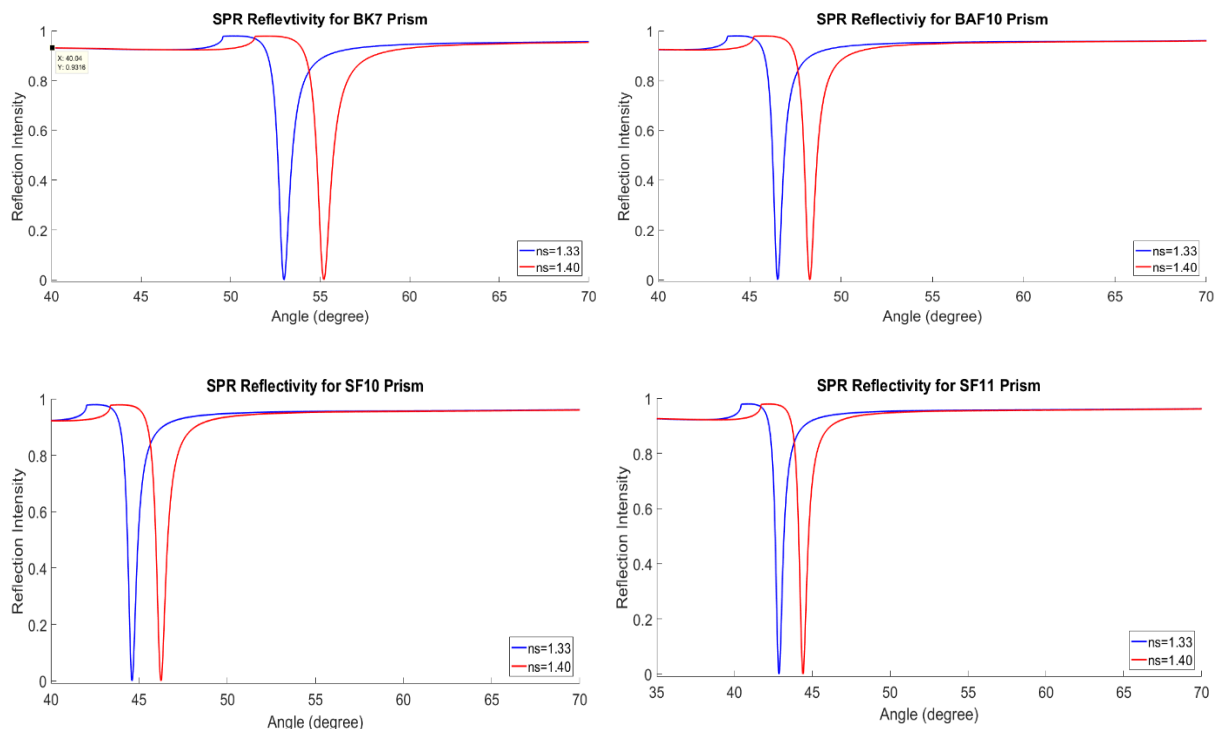 SPR Reflevtivity for BK7 Prism
1
0.8
0.6
0.4
0.2
0
Reflection Intensity
X: 40.04
Y: 0.9316
ns=1.33
ns=1.40
40 45 50 55 60 65 70
Angle (degree)
SPR Reflectiviy for BAF10 Prism
1
0.8
0.6
0.4
0.2
0
Reflection Intensity
ns=1.33
ns=1.40
40 45 50 55 60 65 70
Angle (degree)
SPR Reflectivity for SF10 Prism
1
0.8
0.6
0.4
0.2
0
Reflection Intensity
ns=1.33
ns=1.40
40 45 50 55 60 65 70
Angle (degree)
SPR Reflectivity for SF11 Prism
1
0.8
0.6
0.4
0.2
0
Reflection Intensity
ns=1.33
ns=1.40
35 40 45 50 55 60 65 70
Angle (degree)